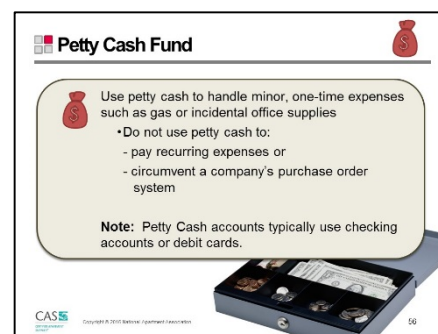 Petty Cash Fund
Use petty cash to handle minor, one-time expenses
such as gas or incidental office supplies
•Do not use petty cash to:
- pay recurring expenses or
- circumvent a company's purchase order
system
Note: Petty Cash accounts typically use checking
accounts or debit cards.
CAS
Copyright © 2015 National Apartment Association
56